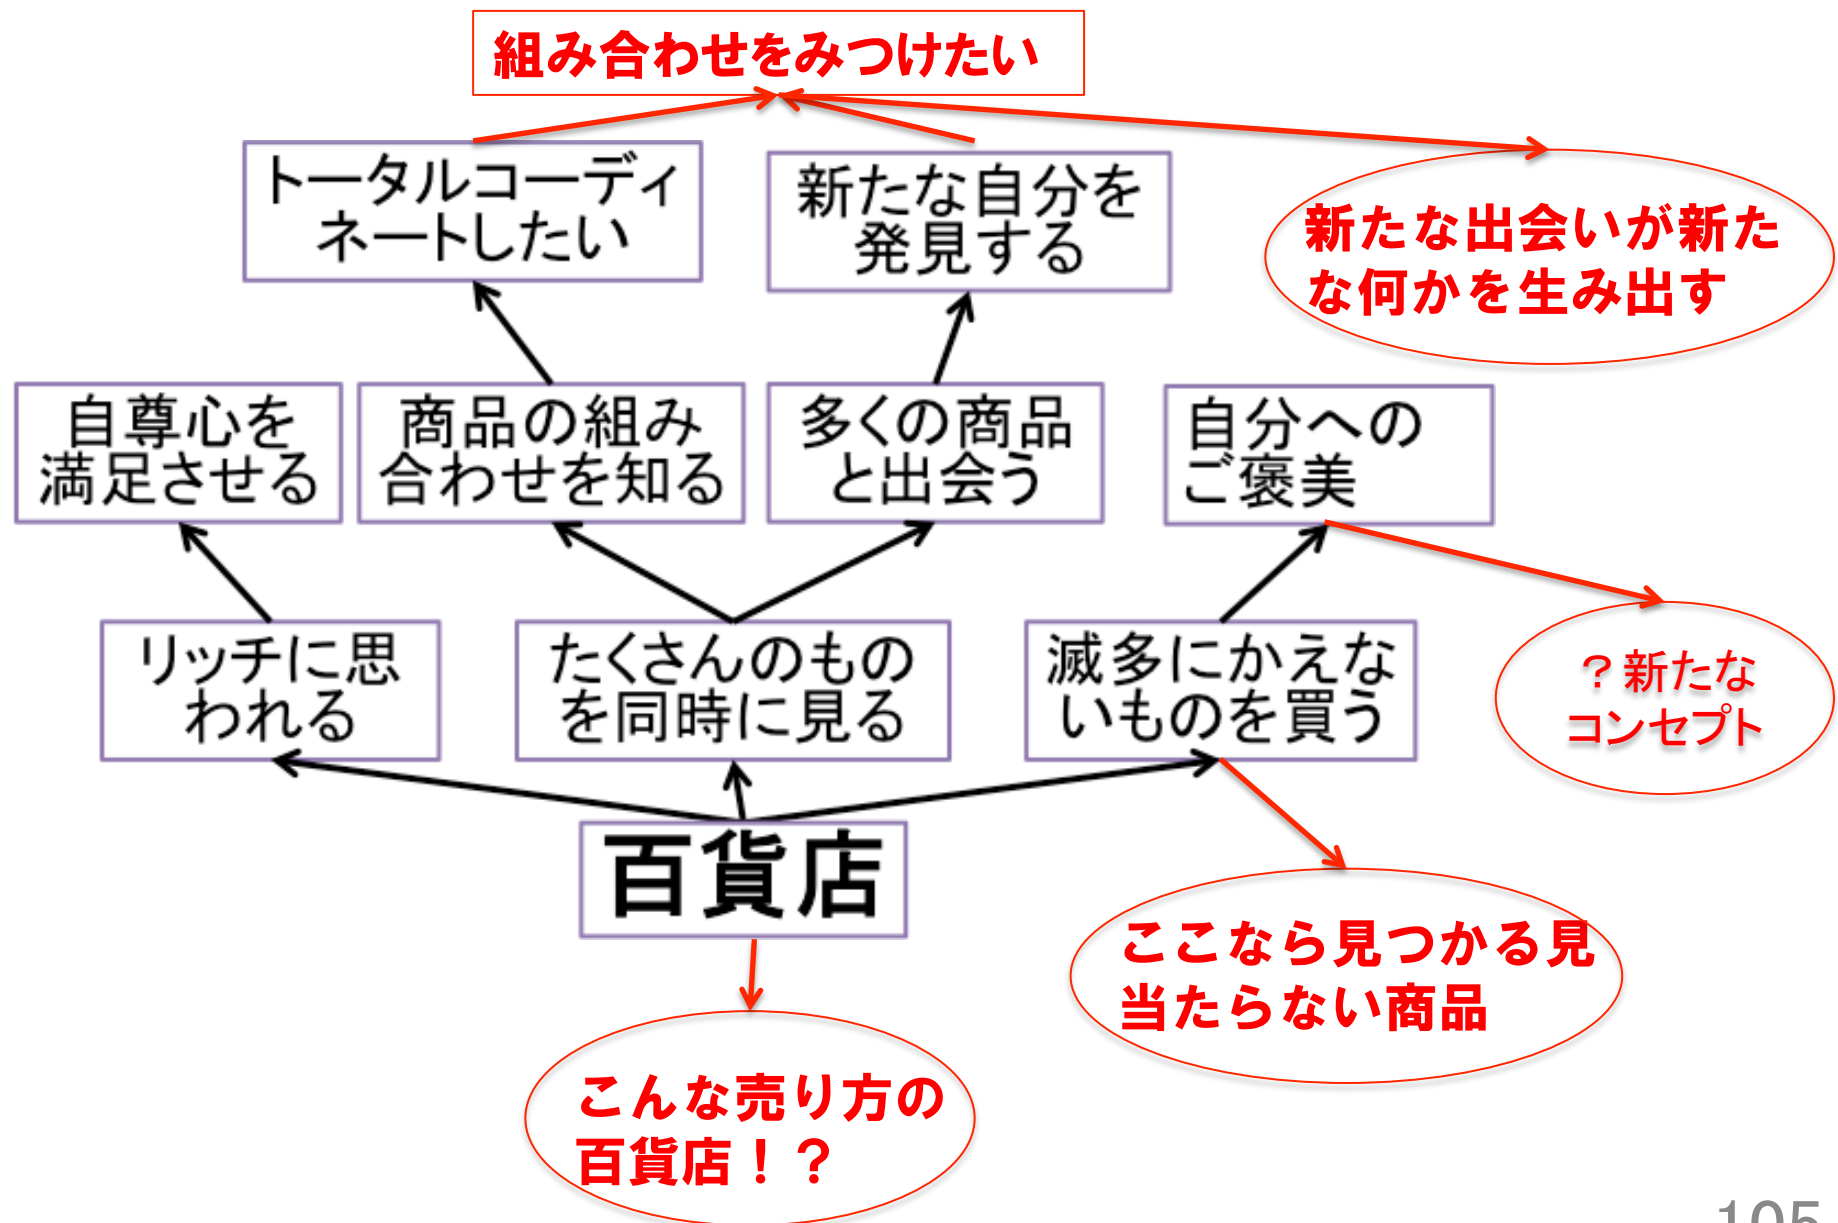 組み合わせをみつけたい
トータルコーディ
ネートしたい
新たな自分を
発見する
新たな出会いが新た
な何かを生み出す
自尊心を
満足させる
商品の組み
合わせを知る
多くの商品
と出会う
自分への
ご褒美
リッチに思
われる
たくさんのもの
を同時に見る
滅多にかえな
いものを買う
？新たな
コンセプト
百貨店
ここなら見つかる見
当たらない商品
こんな売り方の
百貨店！？
105